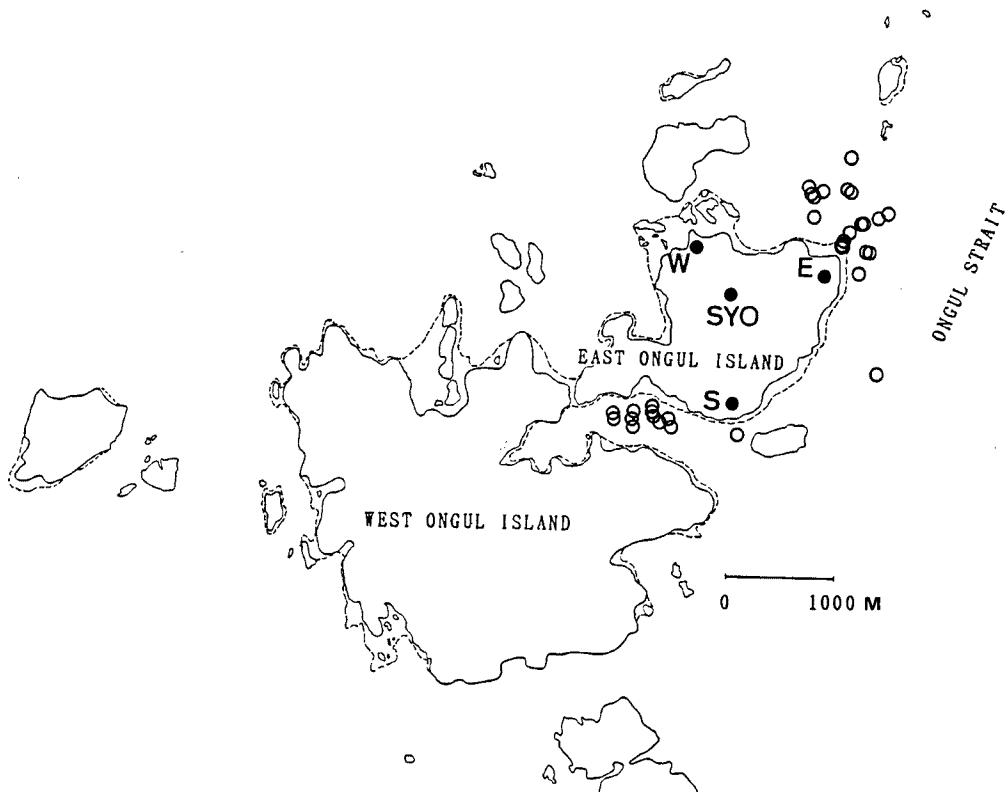 W
E
SYO
ONGUL STRAIT
EAST ONGUL ISLAND
S
WEST ONGUL ISLAND
0 1000 M